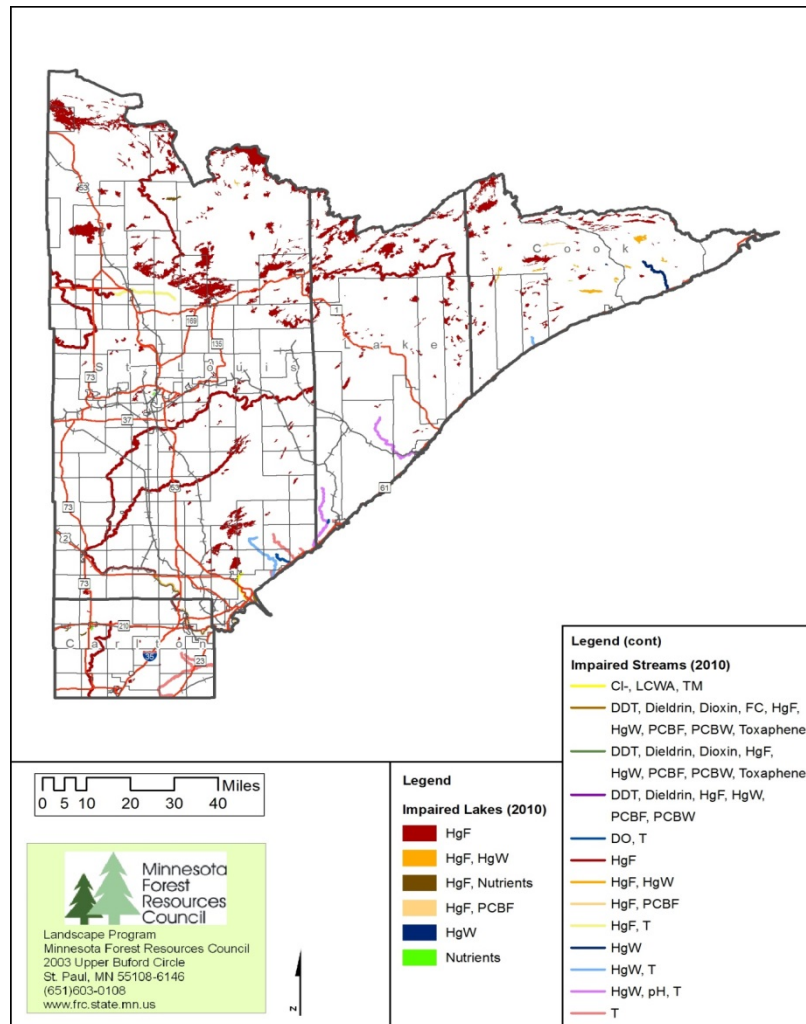 53
C o o k
1
169
135
L a k e
S t L o u i s
73
37
61
53
73
2
73
210
C a r l t o n
35
23
Miles
0 5 10 20 30 40
Minnesota
Forest
Resources
Council
Landscape Program
Minnesota Forest Resources Council
2003 Upper Buford Circle
St. Paul, MN 55108-6146
(651)603-0108
www.frc.state.mn.us
N
Legend
Impaired Lakes (2010)
HgF
HgF, HgW
HgF, Nutrients
HgF, PCBF
HgW
Nutrients
Legend (cont)
Impaired Streams (2010)
Cl-, LCWA, TM
DDT, Dieldrin, Dioxin, FC, HgF,
HgW, PCBF, PCBW, Toxaphene
DDT, Dieldrin, Dioxin, HgF,
HgW, PCBF, PCBW, Toxaphene
DDT, Dieldrin, HgF, HgW,
PCBF, PCBW
DO, T
HgF
HgF, HgW
HgF, PCBF
HgF, T
HgW
HgW, T
HgW, pH, T
T